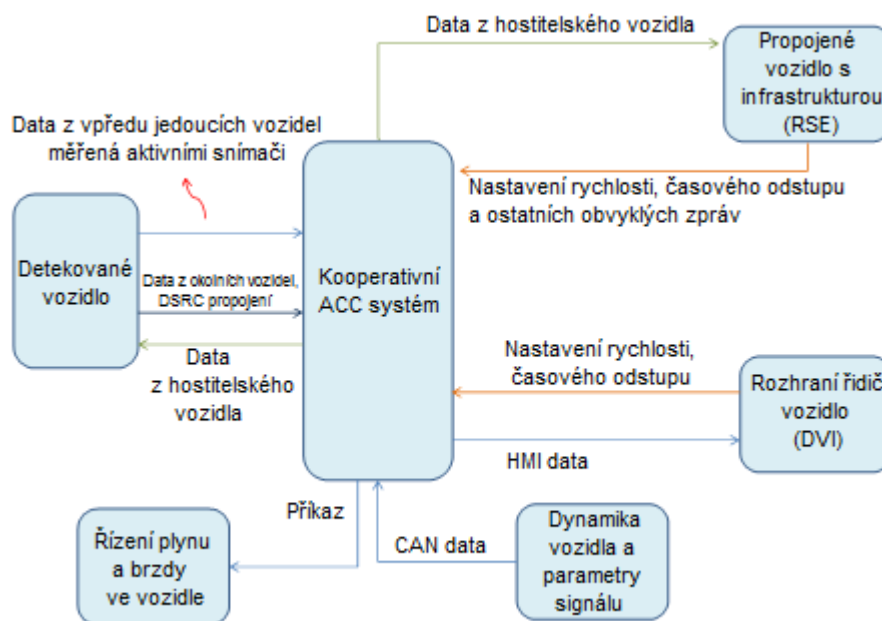 Data z hostitelského vozidla
Propojené
vozidlo s
infrastrukturou
(RSE)
Data z vpředu jedoucích vozidel
měřená aktivními snímači
Nastavení rychlosti, časového odstupu
a ostatních obvyklých zpráv
Detekované
vozidlo
Data z okolních vozidel,
DSRC propojení
Kooperativní
ACC systém
Data
z hostitelského
vozidla
Nastavení rychlosti,
časového odstupu
Rozhraní řidič
vozidlo
(DVI)
HMI data
Příkaz
Řízení plynu
a brzdy
ve vozidle
CAN data
Dynamika
vozidla a
parametry
signálu